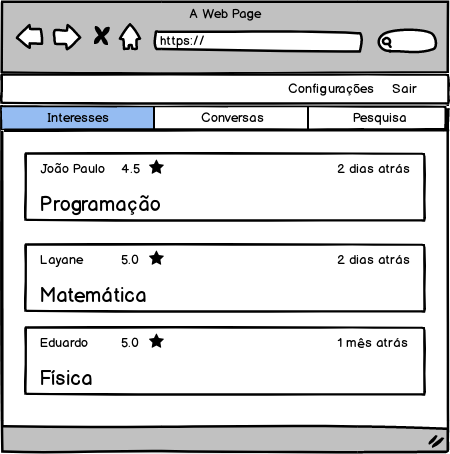 A Web Page
https://
Configurações Sair
Interesses Conversas Pesquisa
João Paulo 4.5 2 dias atrás
Programação
Layane 5.0 2 dias atrás
Matemática
Eduardo 5.0 1 mês atrás
Física